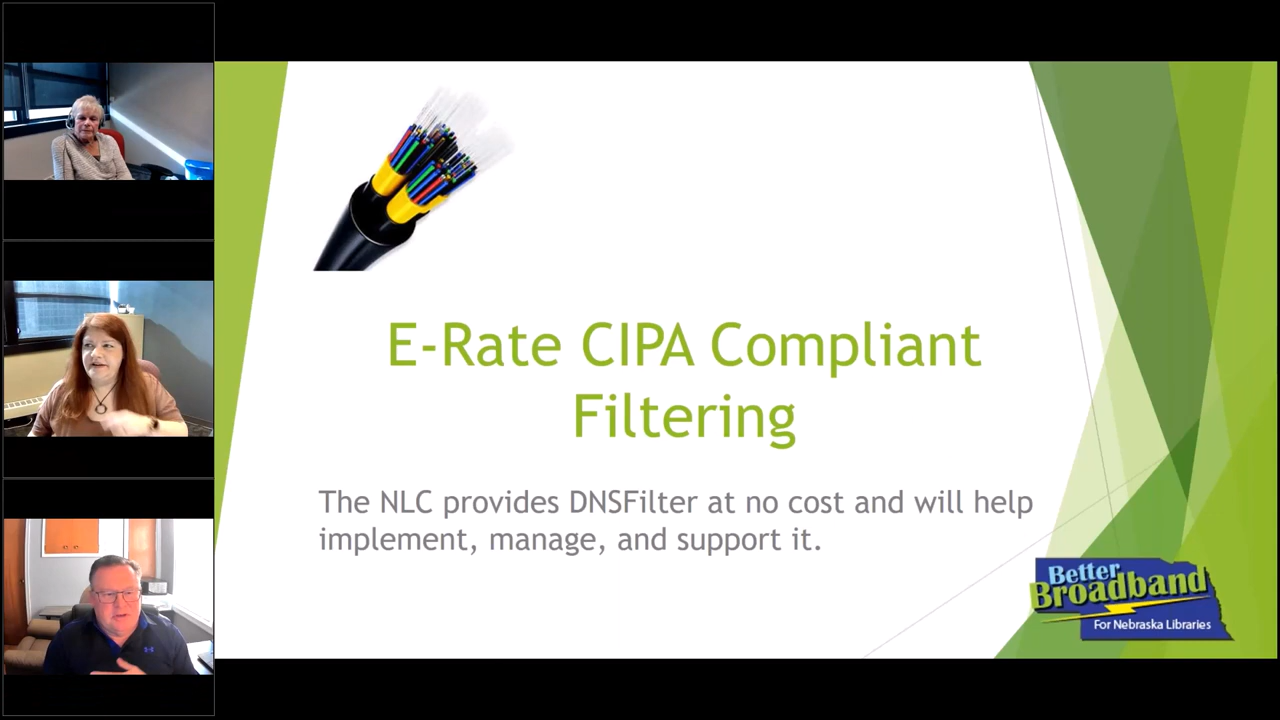 E-Rate CIPA Compliant
Filtering
The NLC provides DNSFilter at no cost and will help
implement, manage, and support it.
Better
Broadband
For Nebraska Libraries